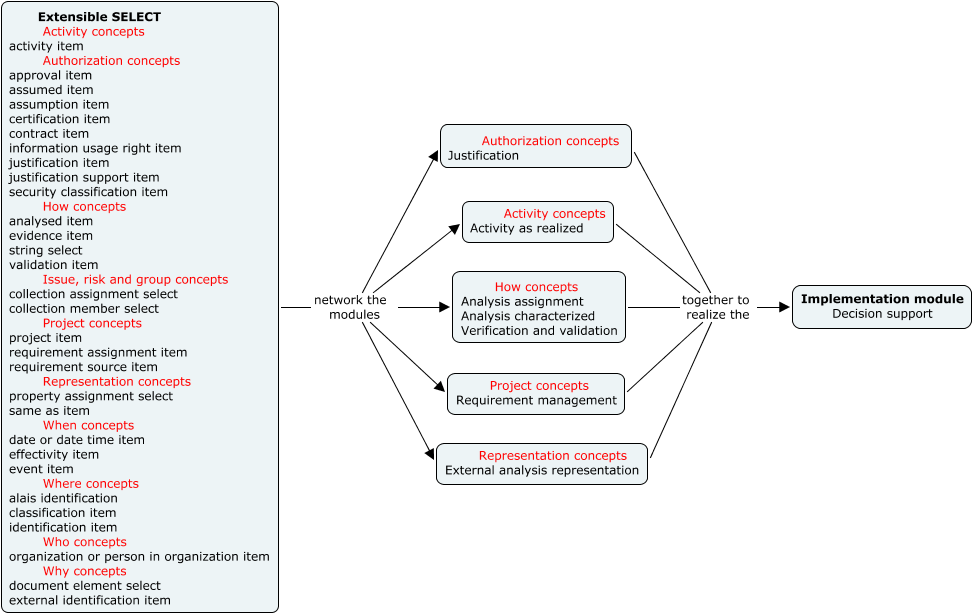 Extensible SELECT
Activity concepts
activity item
Authorization concepts
approval item
assumed item
assumption item
certification item
contract item
information usage right item
justification item
justification support item
security classification item
How concepts
analysed item
evidence item
string select
validation item
Issue, risk and group concepts
collection assignment select
collection member select
Project concepts
project item
requirement assignment item
requirement source item
Representation concepts
property assignment select
same as item
When concepts
date or date time item
effectivity item
event item
Where concepts
alais identification
classification item
identification item
Who concepts
organization or person in organization item
Why concepts
document element select
external identification item
network the
modules
Authorization concepts
Justification
Activity concepts
Activity as realized
How concepts
Analysis assignment
Analysis characterized
Verification and validation
Project concepts
Requirement management
Representation concepts
External analysis representation
together to
realize the
Implementation module
Decision support